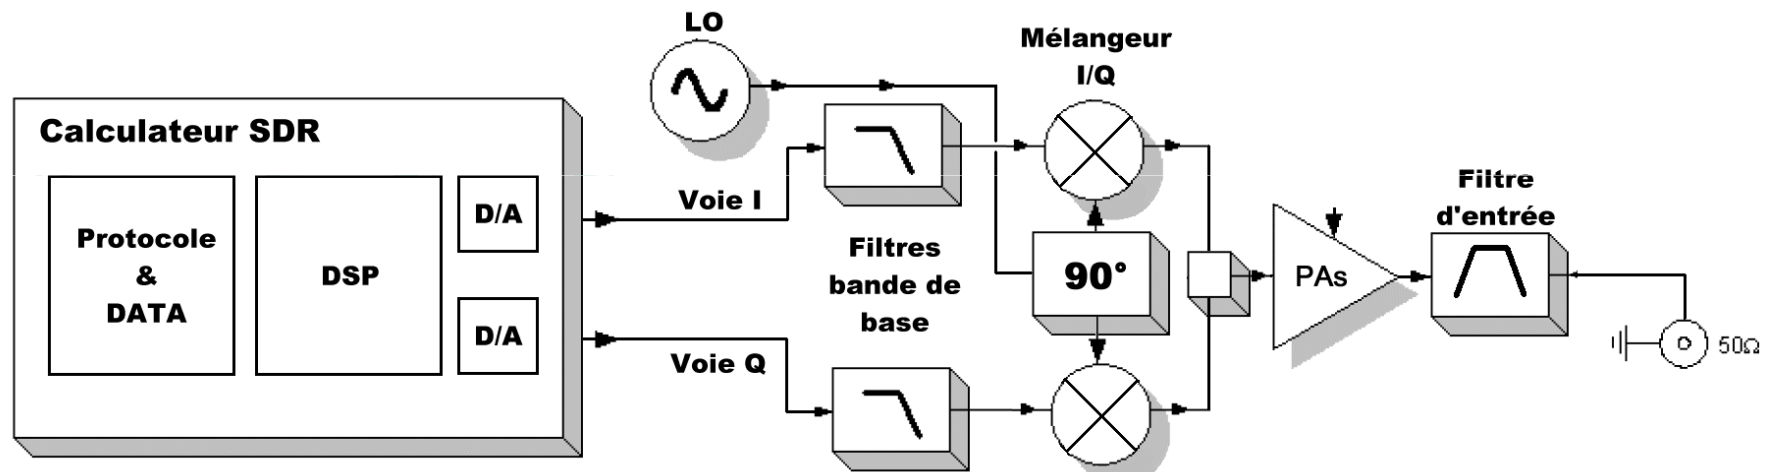 LO
Mélangeur
I/Q
Calculateur SDR
Protocole
&
DATA
DSP
D/A
D/A
Voie I
Voie Q
Filtres
bande de
base
90°
PAs
Filtre
d'entrée
50Ω